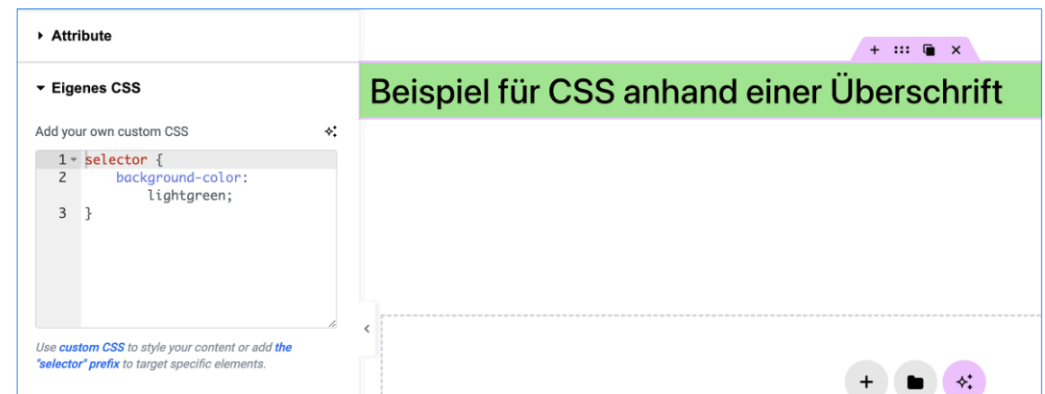 Attribute
Eigenes CSS
Add your own custom CSS
1 selector {
2 background-color:
lightgreen;
3 }
Use custom CSS to style your content or add the
"selector" prefix to target specific elements.
Beispiel für CSS anhand einer Überschrift